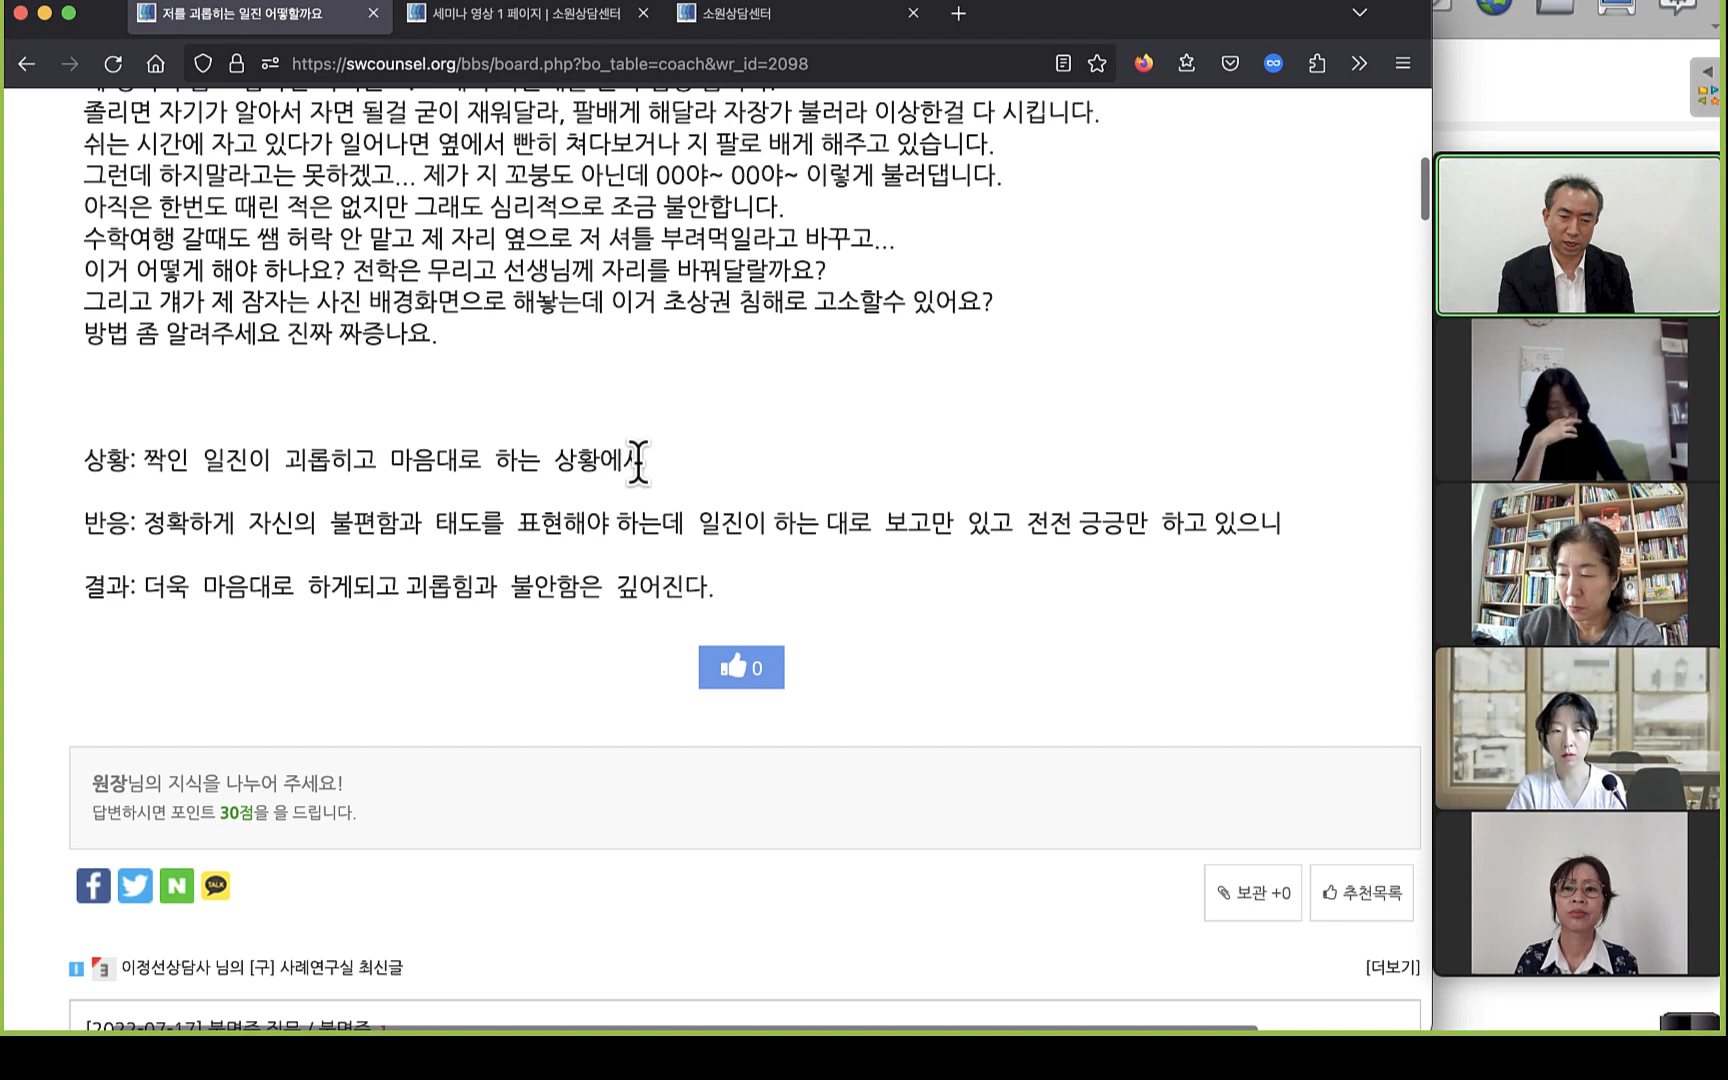 저를 괴롭히는 일진 어떻할까요
세미나 영상 1 페이지 | 소원상담센터
소원상담센터
https://swcounsel.org/bbs/board.php?bo_table=coach&wr_id=2098
졸리면 자기가 알아서 자면 될걸 굳이 재워달라, 팔배게 해달라 자장가 불러라 이상한걸 다 시킵니다.
쉬는 시간에 자고 있다가 일어나면 옆에서 빤히 쳐다보거나 지 팔로 배게 해주고 있습니다.
그런데 하지말라고는 못하겠고... 제가 지 꼬붕도 아닌데 00야~ 00야~ 이렇게 불러댑니다.
아직은 한번도 때린 적은 없지만 그래도 심리적으로 조금 불안합니다.
수학여행 갈때도 쌤 허락 안 맡고 제 자리 옆으로 저 셔틀 부려먹일라고 바꾸고...
이거 어떻게 해야 하나요? 전학은 무리고 선생님께 자리를 바꿔달랄까요?
그리고 걔가 제 잠자는 사진 배경화면으로 해놓는데 이거 초상권 침해로 고소할수 있어요?
방법 좀 알려주세요 진짜 짜증나요.
상황: 짝인 일진이 괴롭히고 마음대로 하는 상황에서
반응: 정확하게 자신의 불편함과 태도를 표현해야 하는데 일진이 하는 대로 보고만 있고 전전 긍긍만 하고 있으니
결과: 더욱 마음대로 하게되고 괴롭힘과 불안함은 깊어진다.
0
원장님의 지식을 나누어 주세요!
답변하시면 포인트 30점을 을 드립니다.
TALK
보관 +0
추천목록
3 이정선상담사 님의 [구] 사례연구실 최신글
[더보기]